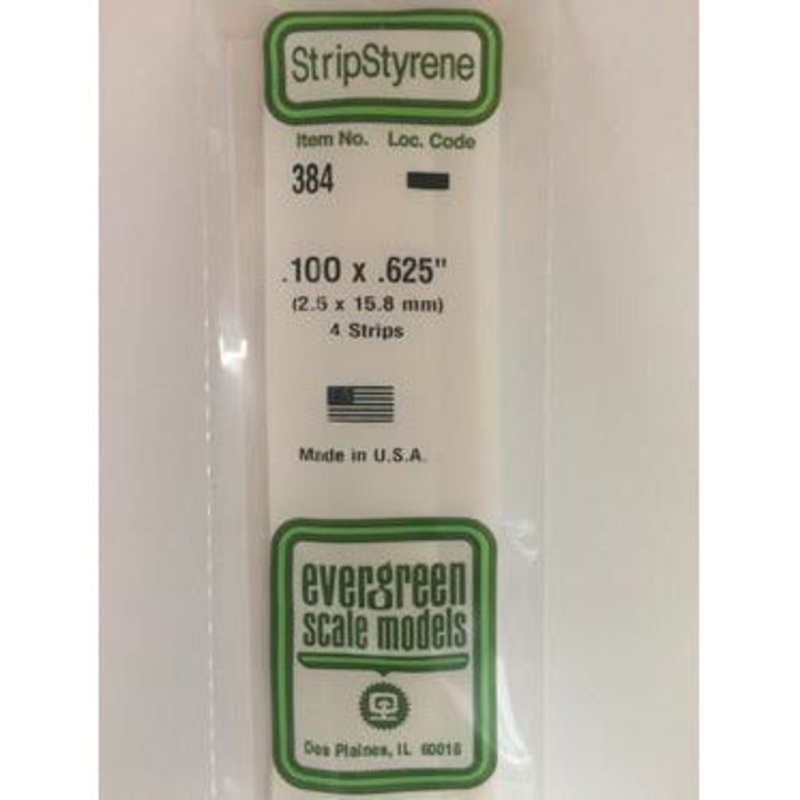 StripStyrene
Item No. Loc. Code
384
.100 x .625"
(2.5 x 15.8 mm)
4 Strips
Made in U.S.A.
evergreen
scale models
Des Plaines, IL 60018